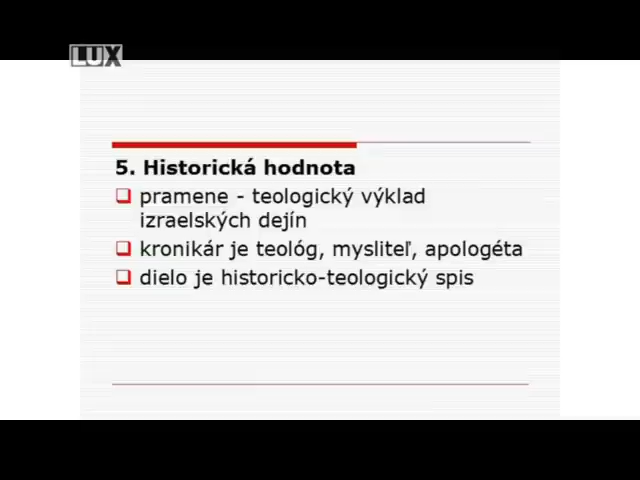 LUX
5. Historická hodnota
pramene - teologický výklad
izraelských dejín
kronikár je teológ, mysliteľ, apologéta
dielo je historicko-teologický spis